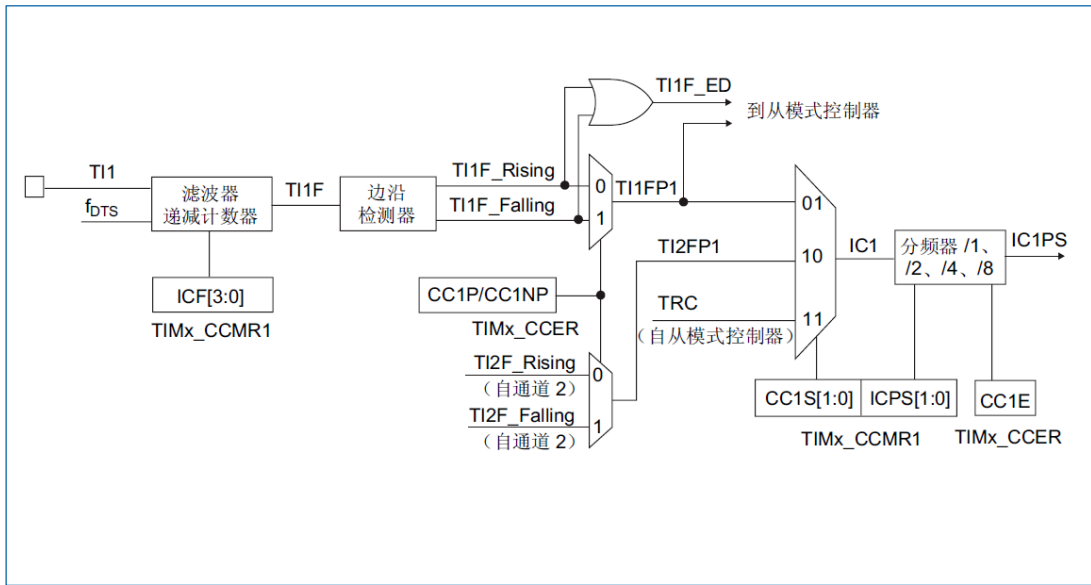 TI1F_ED
到从模式控制器
TI1
fDTS
滤波器
递减计数器
TI1F
边沿
检测器
TI1F_Rising
TI1F_Falling
0
1
TI1FP1
01
10
11
TI2FP1
TRC
（自从模式控制器）
IC1
分频器 /1、
/2、/4、/8
IC1PS
ICF[3:0]
TIMx_CCMR1
CC1P/CC1NP
TIMx_CCER
TI2F_Rising
（自通道 2）
TI2F_Falling
（自通道 2）
0
1
CC1S[1:0]
ICPS[1:0]
TIMx_CCMR1
CC1E
TIMx_CCER